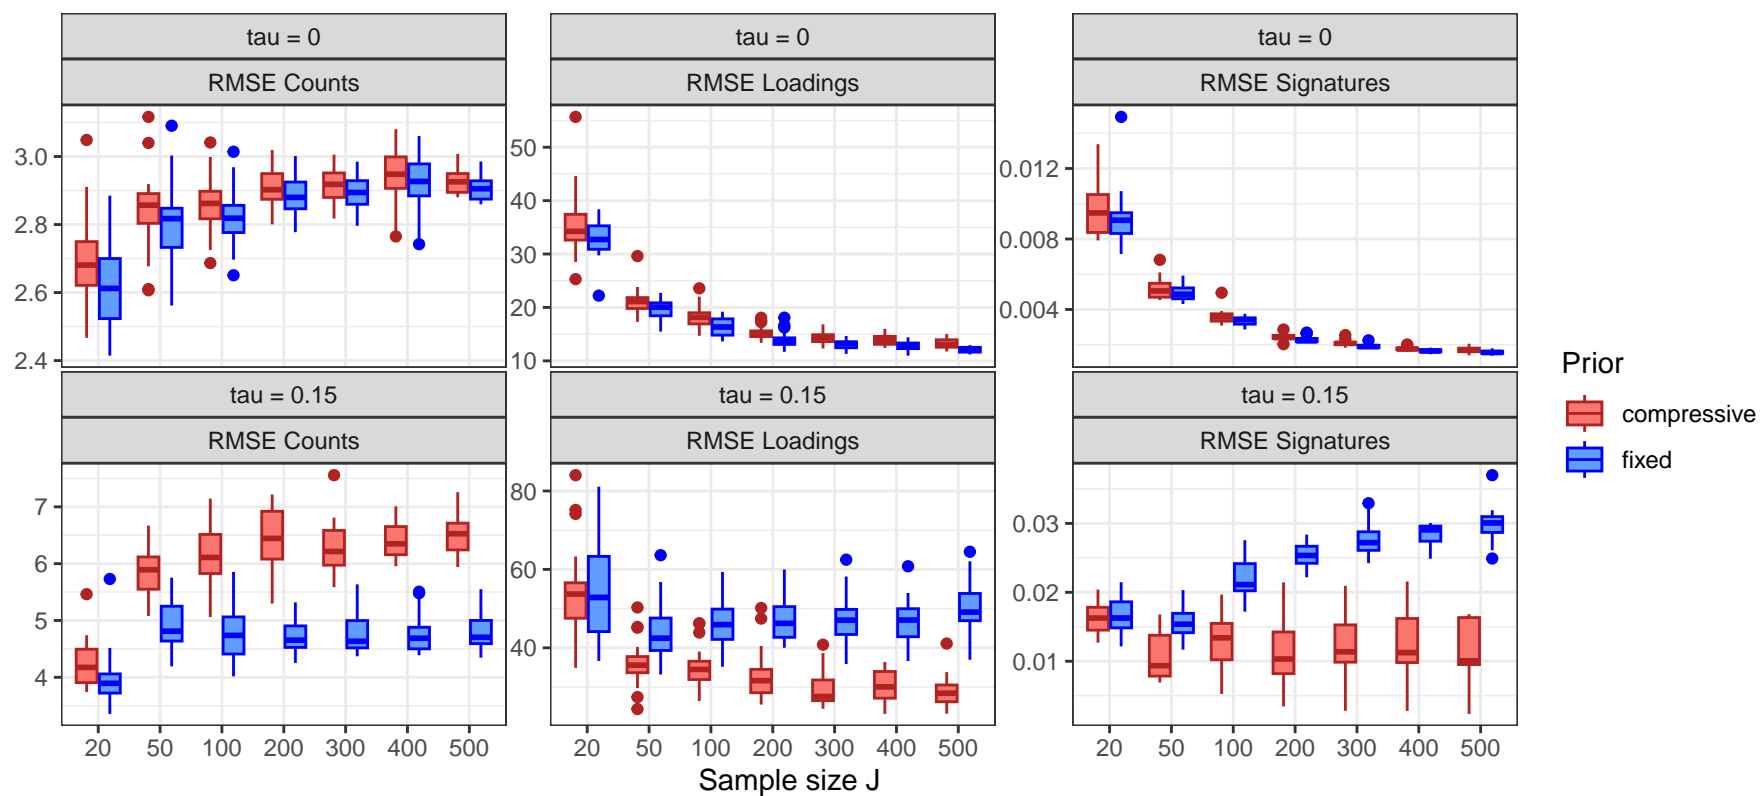 tau = 0
tau = 0
tau = 0
RMSE Counts
RMSE Loadings
RMSE Signatures
3.0
2.8
2.6
2.4
50
40
30
20
10
0.012
0.008
0.004
tau = 0.15
tau = 0.15
tau = 0.15
RMSE Counts
RMSE Loadings
RMSE Signatures
7
6
5
4
80
60
40
0.03
0.02
0.01
20 50 100 200 300 400 500
20 50 100 200 300 400 500
20 50 100 200 300 400 500
Sample size J
Prior
compressive
fixed